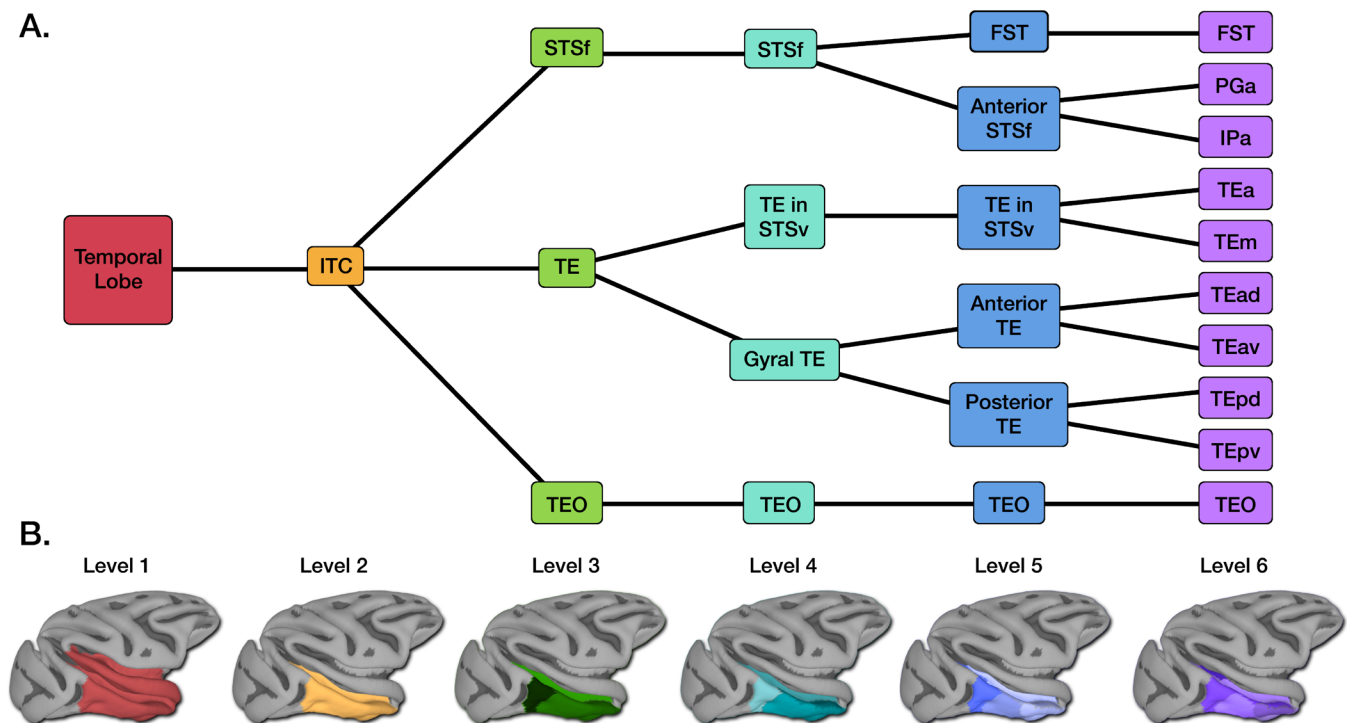 A.
STSf
STSf
FST
FST
PGa
Anterior
STSf
IPa
TEa
TE in
STSv
TE in
STSv
TEm
Temporal
Lobe
ITC
TE
TEad
Anterior
TE
TEav
Gyral TE
TEpd
Posterior
TE
TEpv
TEO
TEO
TEO
TEO
B.
Level 1
Level 2
Level 3
Level 4
Level 5
Level 6